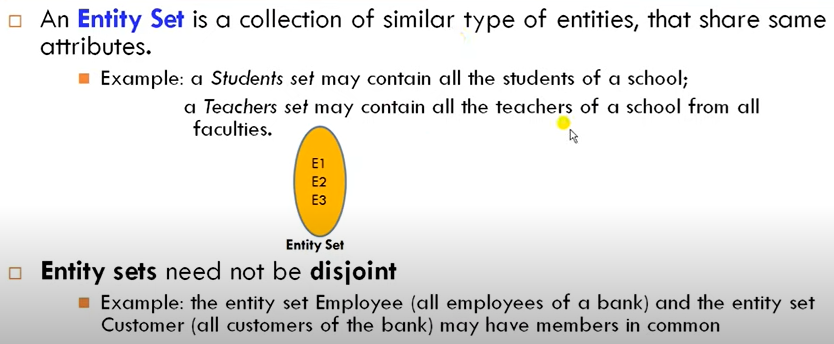 An Entity Set is a collection of similar type of entities, that share same
attributes.
Example: a Students set may contain all the students of a school;
a Teachers set may contain all the teachers of a school from all
faculties.
E1
E2
E3
Entity Set
Entity sets need not be disjoint
Example: the entity set Employee (all employees of a bank) and the entity set
Customer (all customers of the bank) may have members in common